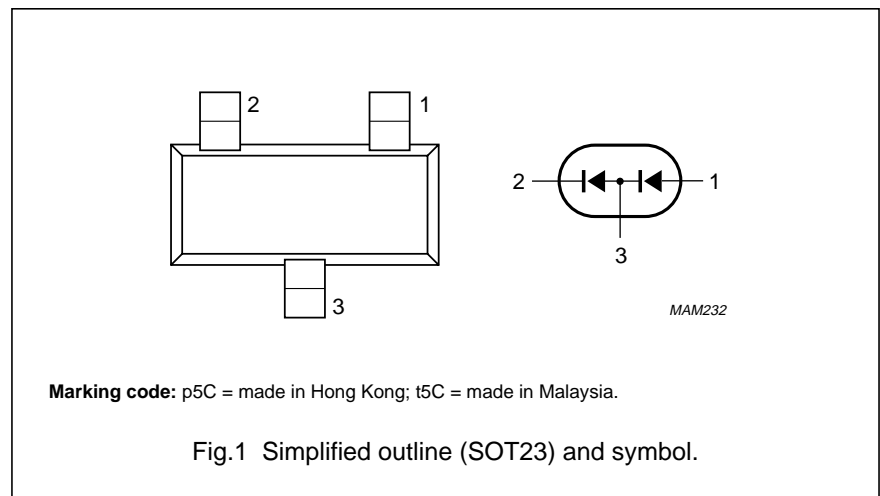 2
1
3
2
1
3
MAM232
Marking code: p5C = made in Hong Kong; t5C = made in Malaysia.
Fig.1 Simplified outline (SOT23) and symbol.